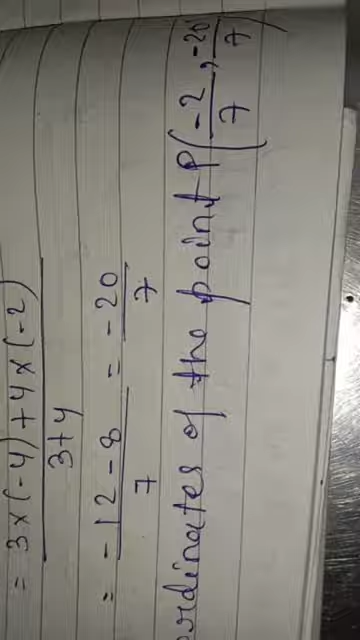 = 3×(-4)+4×(-2) / 3+4
= -12-8 / 7 = -20 / 7
ordinates of the point P(-2/7, -20/7)